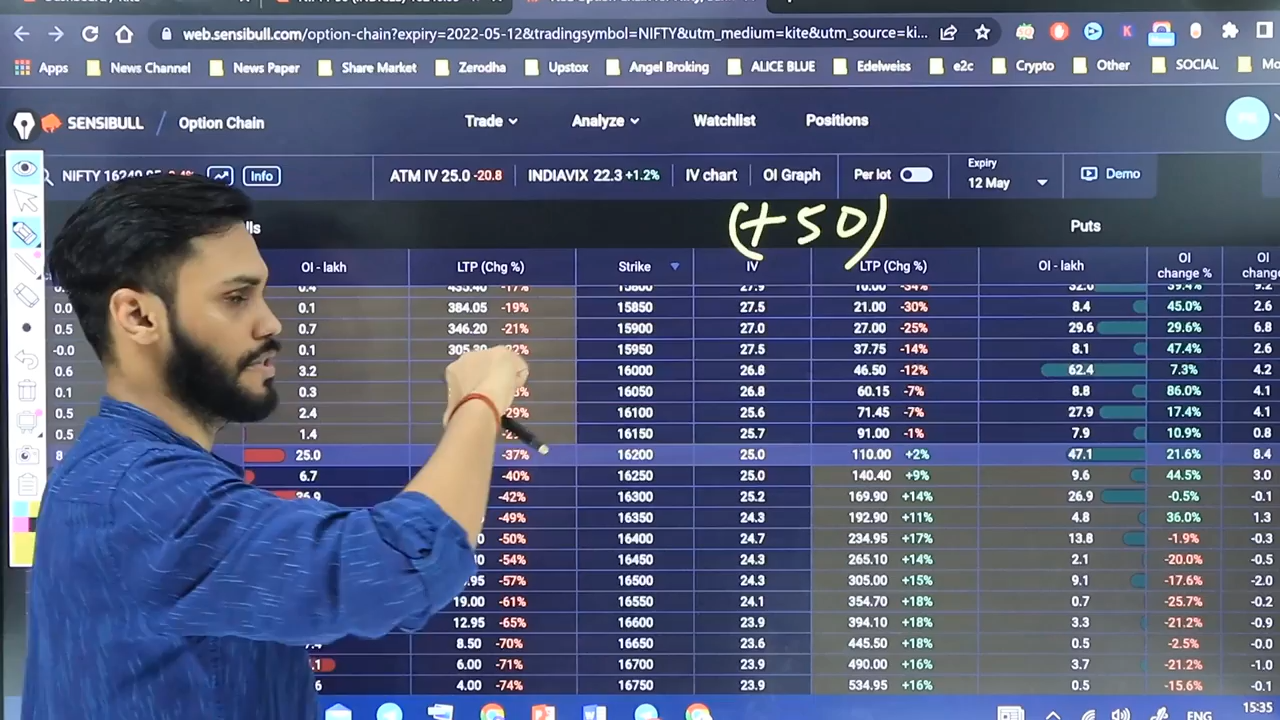 web.sensibull.com/option-chain?expiry=2022-05-12&tradingsymbol=NIFTY&utm_medium=kite&utm_source=ki...
Apps News Channel News Paper Share Market Zerodha Upstox Angel Broking ALICE BLUE Edelweiss e2c Crypto Other SOCIAL
SENSIBULL / Option Chain Trade Analyze Watchlist Positions
NIFTY Info ATM IV 25.0 -20.8 INDIAVIX 22.3 +1.2% IV chart OI Graph Per lot Expiry 12 May Demo
(+50)
Puts
OI - lakh LTP (Chg %) Strike IV LTP (Chg %) OI - lakh OI change %
0.0 0.1 384.05 -19% 15850 27.5 21.00 -30% 8.4 45.0% 2.6
0.5 0.7 346.20 -21% 15900 27.0 27.00 -25% 29.6 29.6% 6.8
-0.0 0.1 15950 27.5 37.75 -14% 8.1 47.4% 2.6
0.6 3.2 16000 26.8 46.50 -12% 62.4 7.3% 4.2
0.5 0.3 16050 26.8 60.15 -7% 8.8 86.0% 4.1
0.5 2.4 16100 25.6 71.45 -7% 27.9 17.4% 4.1
0.5 1.4 16150 25.7 91.00 -1% 7.9 10.9% 0.8
25.0 -37% 16200 25.0 110.00 +2% 47.1 21.6% 8.4
6.7 -40% 16250 25.0 140.40 +9% 9.6 44.5% 3.0
-42% 16300 25.2 169.90 +14% 26.9 -0.5% -0.1
-49% 16350 24.3 192.90 +11% 4.8 36.0% 1.3
-50% 16400 24.7 234.95 +17% 13.8 -1.9% -0.3
-54% 16450 24.3 265.10 +14% 2.1 -20.0% -0.5
-57% 16500 24.3 305.00 +15% 9.1 -17.6% -2.0
19.00 -61% 16550 24.1 354.70 +18% 0.7 -25.7% -0.2
12.95 -65% 16600 23.9 394.10 +18% 3.3 -21.2% -0.9
8.50 -70% 16650 23.6 445.50 +18% 0.5 -2.5% -0.0
6.00 -71% 16700 23.9 490.00 +16% 3.7 -21.2% -1.0
4.00 -74% 16750 23.9 534.95 +16% 0.5 -15.6% -0.1
ENG 15:35